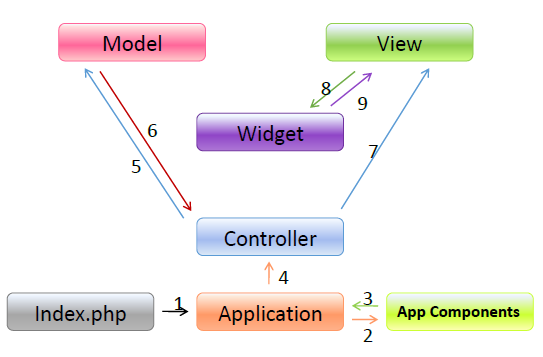 Model
View
8
9
Widget
6
5
7
Controller
4
Index.php
1
Application
3
2
App Components